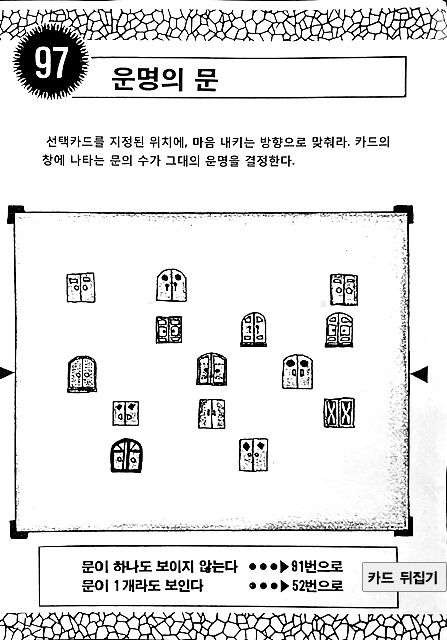 97
운명의 문
선택카드를 지정된 위치에, 마음 내키는 방향으로 맞춰라. 카드의
창에 나타는 문의 수가 그대의 운명을 결정한다.
문이 하나도 보이지 않는다 ●●●▶91번으로
문이 1개라도 보인다 ●●●▶52번으로
카드 뒤집기